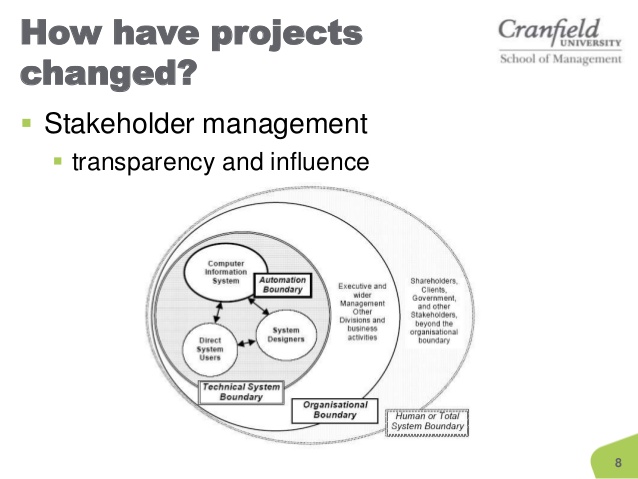 How have projects
changed?
Cranfield
UNIVERSITY
School of Management
Stakeholder management
transparency and influence
Computer
Information
System
Automation
Boundary
Direct
System
Users
System
Designers
Technical System
Boundary
Executive and
wider
Management
Other
Divisions and
business
activities
Organisational
Boundary
Shareholders,
Clients,
Government,
and other
Stakeholders,
beyond the
organisational
boundary
Human or Total
System Boundary
8